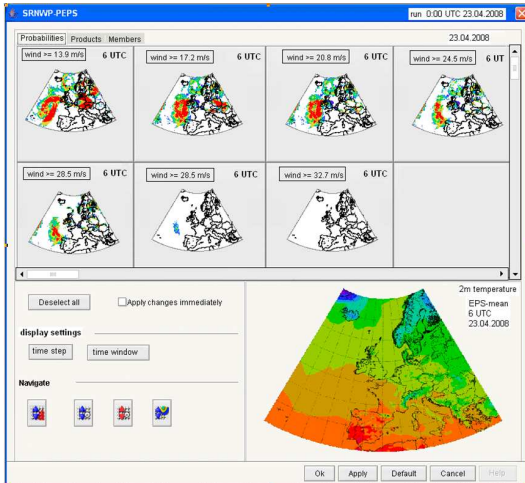 SRNWP-PEPS
run 0:00 UTC 23.04.2008
Probabilities Products Members
23.04.2008
wind >= 13.9 m/s 6 UTC
wind >= 17.2 m/s 6 UTC
wind >= 20.8 m/s 6 UTC
wind >= 24.5 m/s 6 UT
wind >= 28.5 m/s 6 UTC
wind >= 28.5 m/s 6 UTC
wind >= 32.7 m/s 6 UTC
Deselect all
Apply changes immediately
display settings
time step
time window
Navigate
2m temperature
EPS-mean
6 UTC
23.04.2008
Ok Apply Default Cancel Help